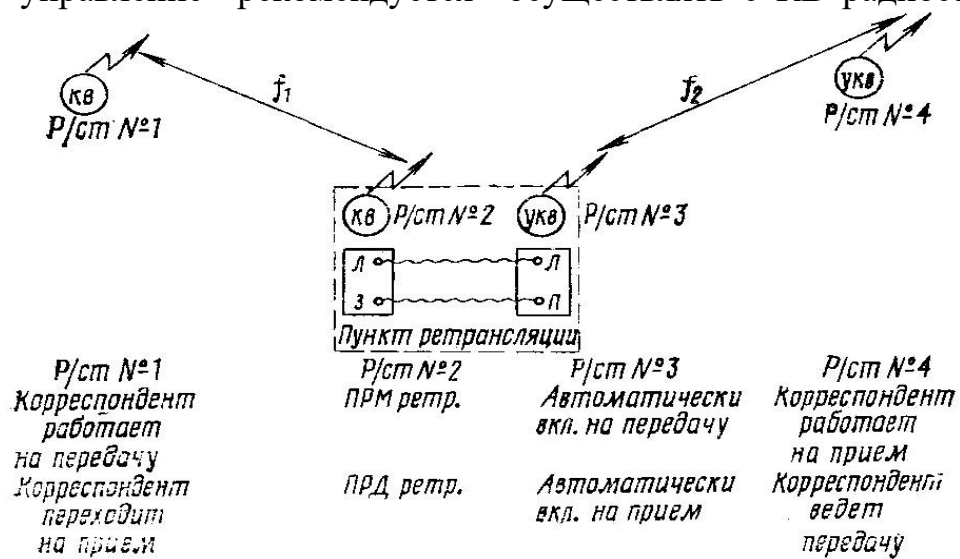 управление рекомендуется осуществлять с КВ
f₁
f₂
КВ
Р/ст №1
УКВ
Р/ст №4
КВ Р/ст №2 УКВ Р/ст №3
Л Л
З П
Пункт ретрансляции
Р/ст №1 Р/ст №2 Р/ст №3 Р/ст №4
Корреспондент ПРМ ретр. Автоматически Корреспондент
работает вкл. на передачу работает
на передачу на прием
Корреспондент ПРД ретр. Автоматически Корреспондент
переходит вкл. на прием ведет
на прием передачу